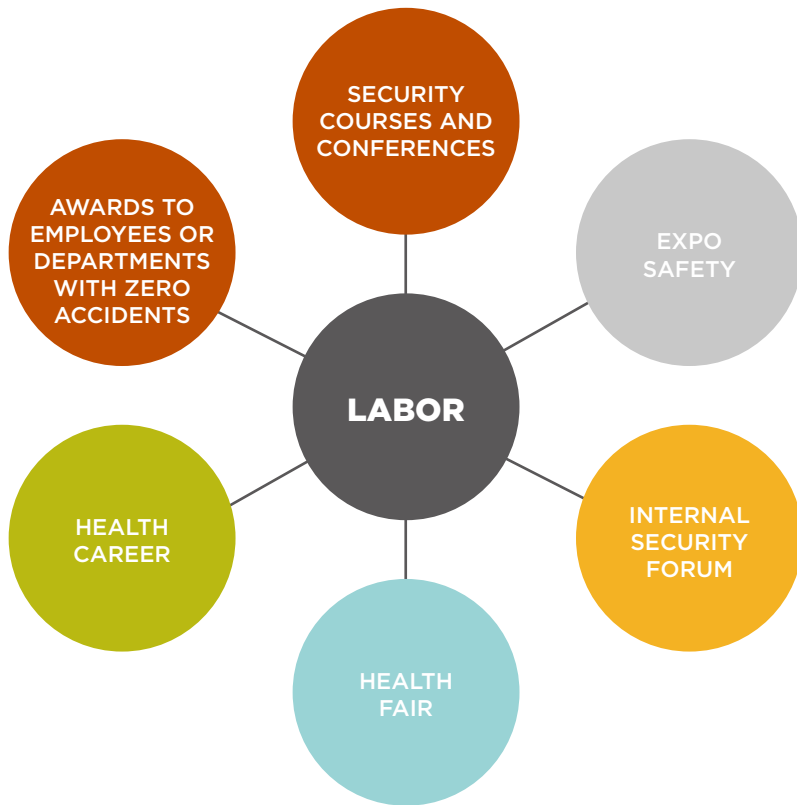 SECURITY
COURSES AND
CONFERENCES
AWARDS TO
EMPLOYEES OR
DEPARTMENTS
WITH ZERO
ACCIDENTS
EXPO
SAFETY
LABOR
HEALTH
CAREER
INTERNAL
SECURITY
FORUM
HEALTH
FAIR